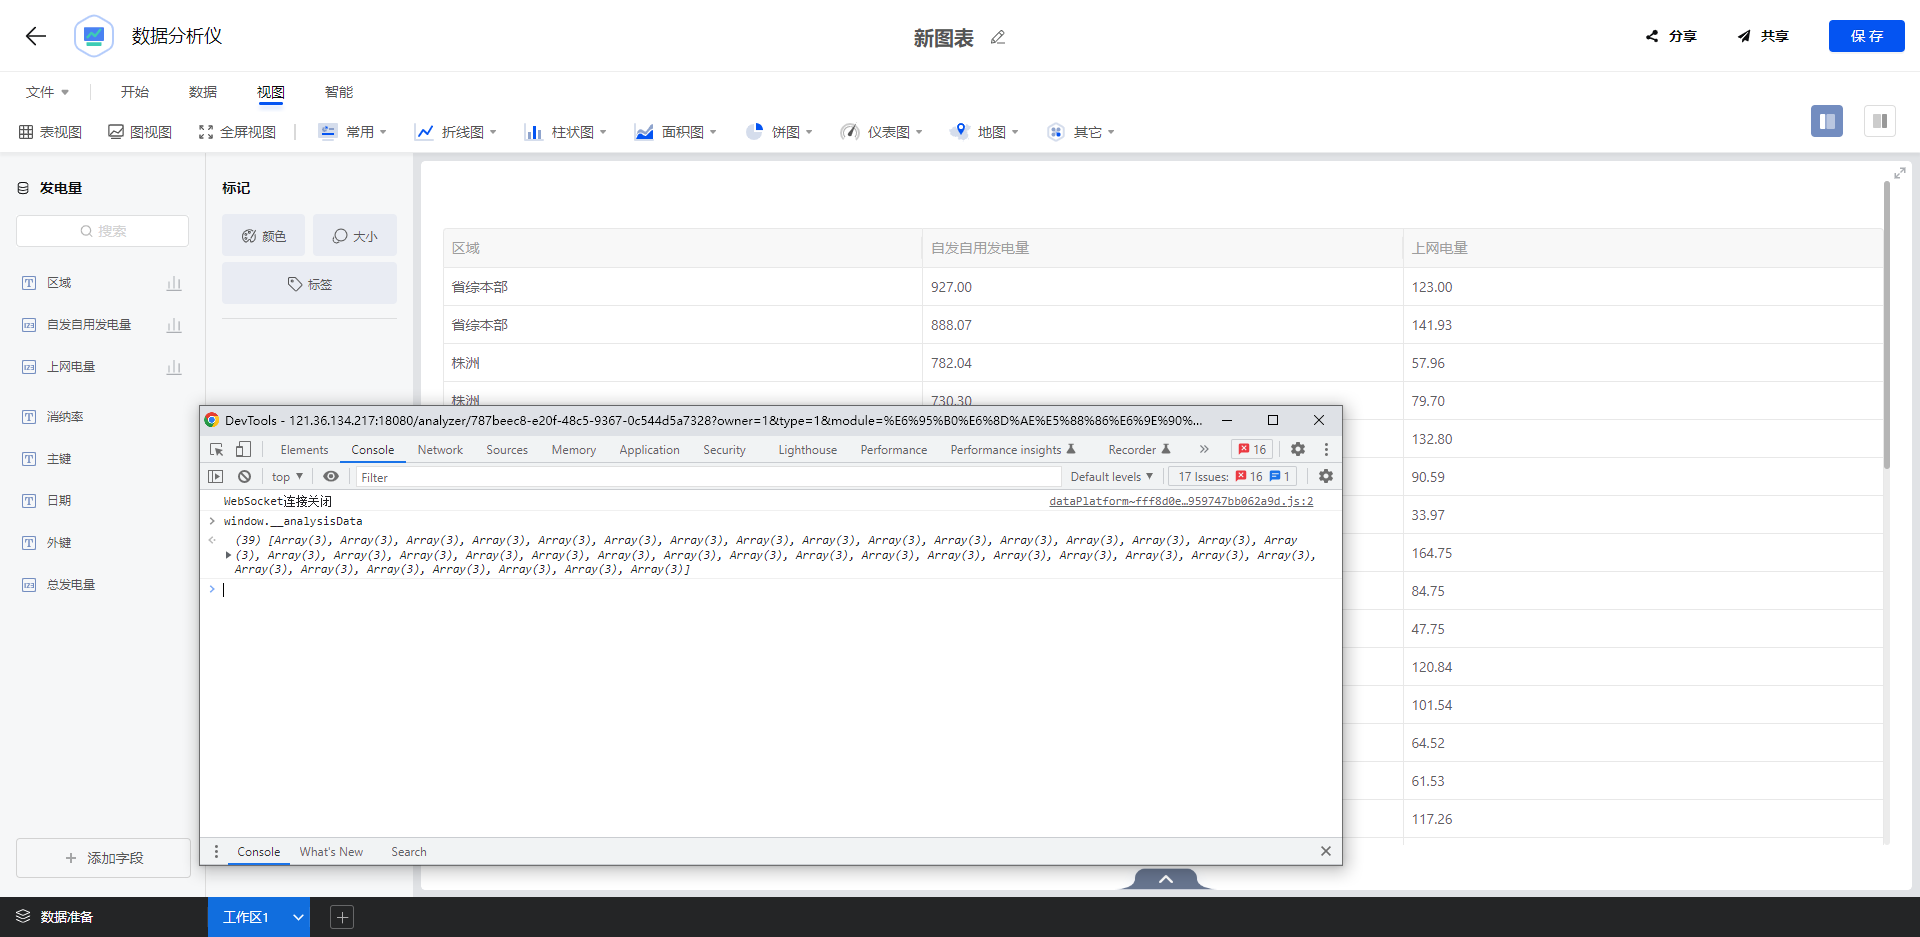 数据分析仪
新图表
分享
共享
保 存
文件
开始
数据
视图
智能
表视图
图视图
全屏视图
常用
折线图
柱状图
面积图
饼图
仪表图
地图
其它
发电量
搜索
区域
自发自用发电量
上网电量
消纳率
主键
日期
外键
总发电量
添加字段
标记
颜色
大小
标签
区域 自发自用发电量 上网电量
省综本部 927.00 123.00
省综本部 888.07 141.93
株洲 782.04 57.96
株洲 730.30 79.70
132.80
90.59
33.97
164.75
84.75
47.75
120.84
101.54
64.52
61.53
117.26
DevTools - 121.36.134.217:18080/analyzer/787beec8-e20f-48c5-9367-0c544d5a7328?owner=1&type=1&module=%E6%95%B0%E6%8D%AE%E5%88%86%E6%9E%90%...
Elements Console Network Sources Memory Application Security Lighthouse Performance Performance insights Recorder 16
top Filter Default levels 17 Issues: 16 1
WebSocket连接关闭 dataPlatform~fff8d0e…959747bb062a9d.js:2
window.__analysisData
(39) [Array(3), Array(3), Array(3), Array(3), Array(3), Array(3), Array(3), Array(3), Array(3), Array(3), Array(3), Array(3), Array(3), Array(3), Array(3), Array
(3), Array(3), Array(3), Array(3), Array(3), Array(3), Array(3), Array(3), Array(3), Array(3), Array(3), Array(3), Array(3), Array(3), Array(3), Array(3), Array(3),
Array(3), Array(3), Array(3), Array(3), Array(3), Array(3), Array(3)]
Console What's New Search
数据准备
工作区1